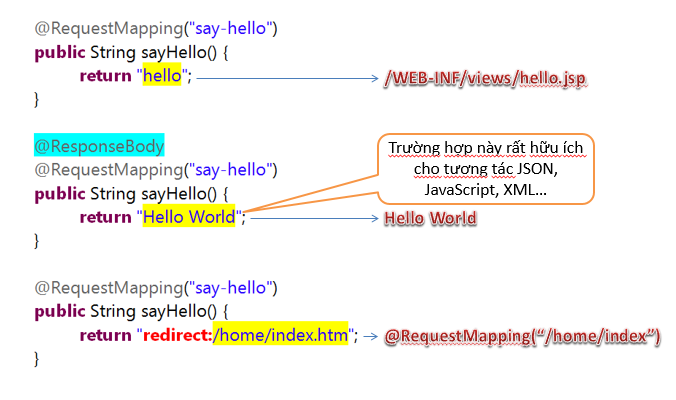 @RequestMapping("say-hello")
public String sayHello() {
return "hello";
/WEB-INF/views/hello.jsp
}
@ResponseBody
@RequestMapping("say-hello")
public String sayHello() {
return "Hello World";
}
Trường hợp này rất hữu ích
cho tương tác JSON,
JavaScript, XML...
Hello World
@RequestMapping("say-hello")
public String sayHello() {
return "redirect:/home/index.htm";
@RequestMapping(“/home/index”)
}